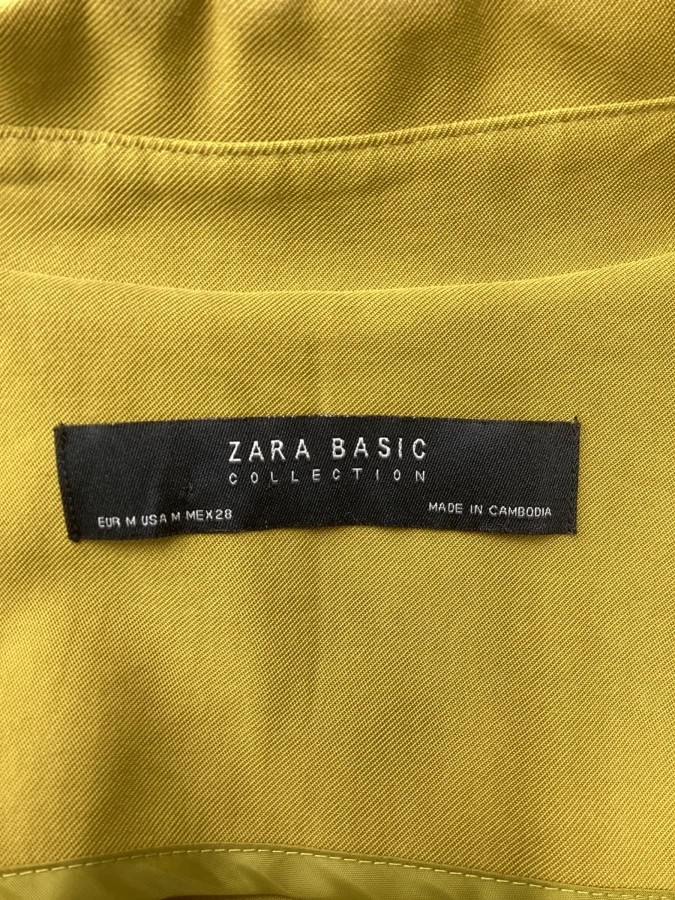 ZARA BASIC
COLLECTION
EUR M USA M MEX 28
MADE IN CAMBODIA